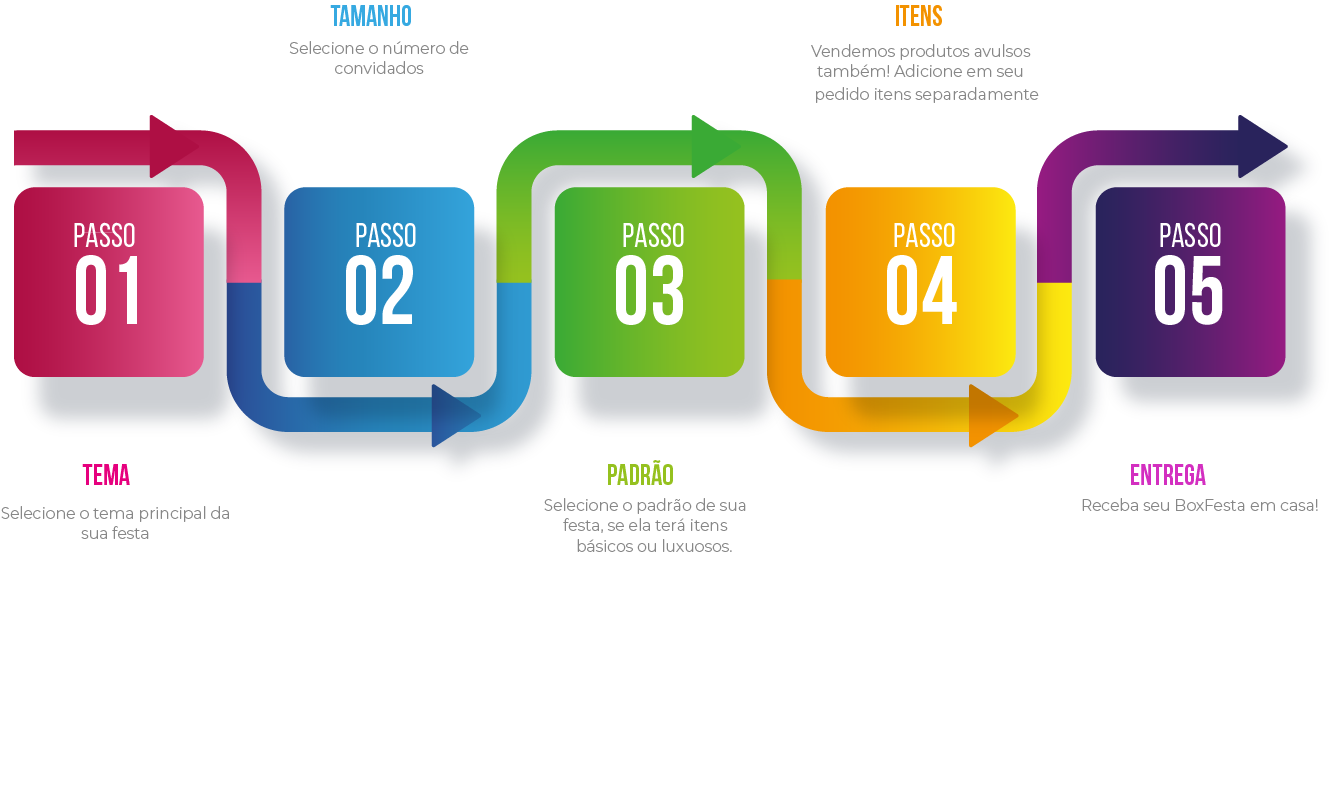 TAMANHO
Selecione o número de
convidados
ITENS
Vendemos produtos avulsos
também! Adicione em seu
pedido itens separadamente
PASSO
01
PASSO
02
PASSO
03
PASSO
04
PASSO
05
TEMA
Selecione o tema principal da
sua festa
PADRÃO
Selecione o padrão de sua
festa, se ela terá itens
básicos ou luxuosos.
ENTREGA
Receba seu BoxFesta em casa!